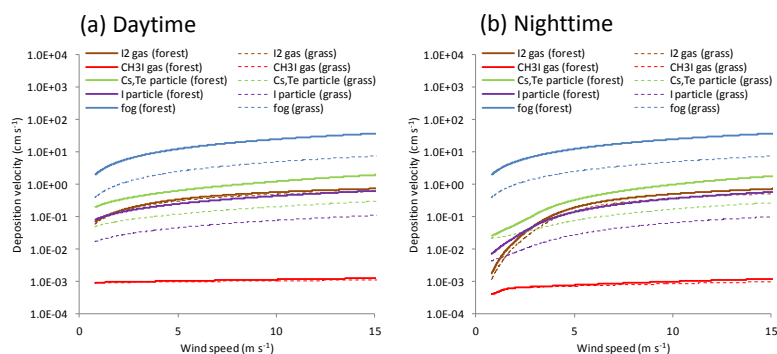 (a) Daytime
1.0E+04
1.0E+03
1.0E+02
1.0E+01
1.0E+00
1.0E-01
1.0E-02
1.0E-03
1.0E-04
Deposition velocity (cm s⁻¹)
I2 gas (forest) I2 gas (grass)
CH3I gas (forest) CH3I gas (grass)
Cs,Te particle (forest) Cs,Te particle (grass)
I particle (forest) I particle (grass)
fog (forest) fog (grass)
0 5 10 15
Wind speed (m s⁻¹)
(b) Nighttime
1.0E+04
1.0E+03
1.0E+02
1.0E+01
1.0E+00
1.0E-01
1.0E-02
1.0E-03
1.0E-04
Deposition velocity (cm s⁻¹)
I2 gas (forest) I2 gas (grass)
CH3I gas (forest) CH3I gas (grass)
Cs,Te particle (forest) Cs,Te particle (grass)
I particle (forest) I particle (grass)
fog (forest) fog (grass)
0 5 10 15
Wind speed (m s⁻¹)